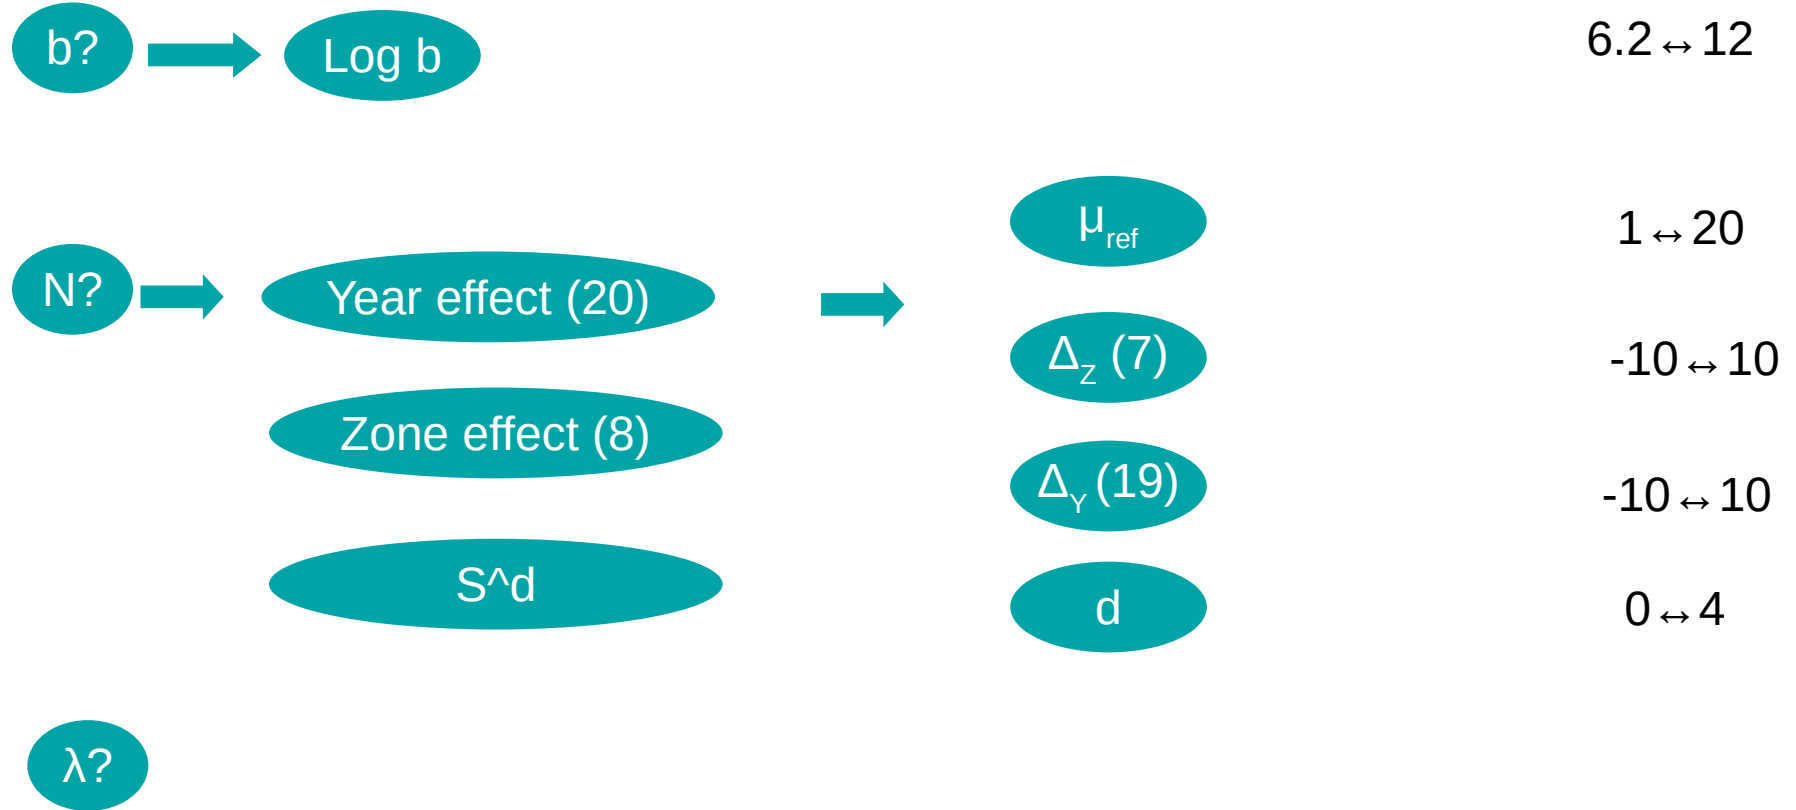 b?
Log b
6.2↔12
μref
1↔20
N?
Year effect (20)
ΔZ (7)
-10↔10
Zone effect (8)
ΔY (19)
-10↔10
S^d
d
0↔4
λ?